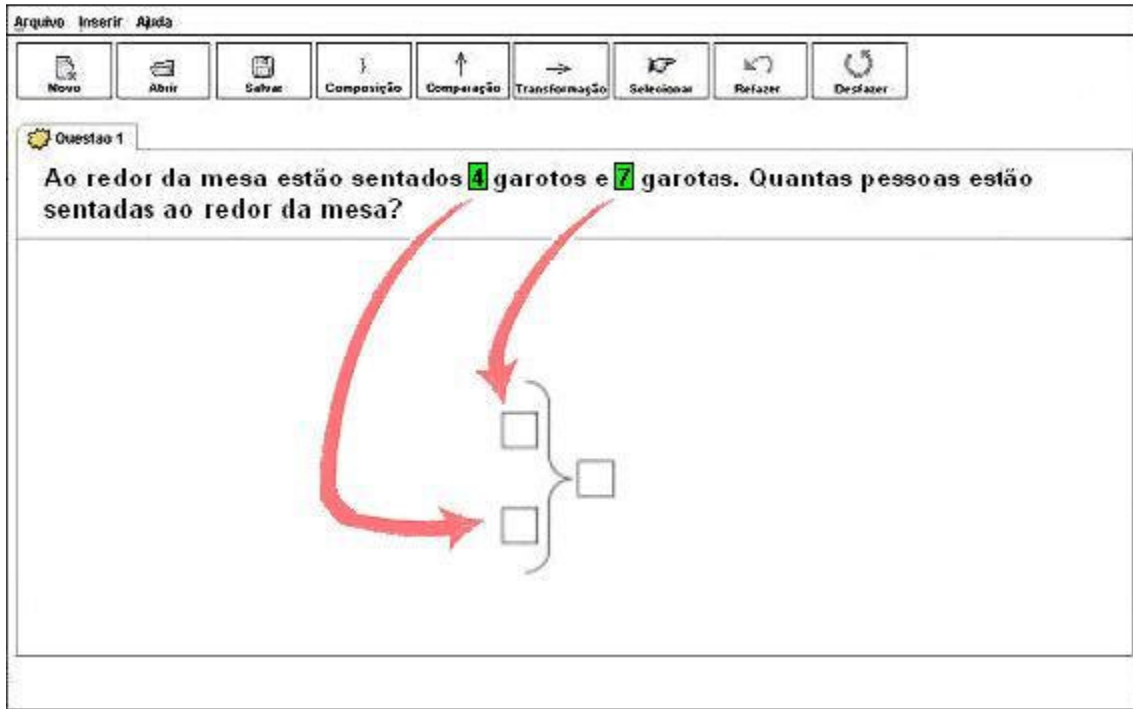 Arquivo Inserir Ajuda
Novo Abrir Salvar Composição Comparação Transformação Selecionar Refazer Desfazer
Questao 1
Ao redor da mesa estão sentados 4 garotos e 7 garotas. Quantas pessoas estão
sentadas ao redor da mesa?